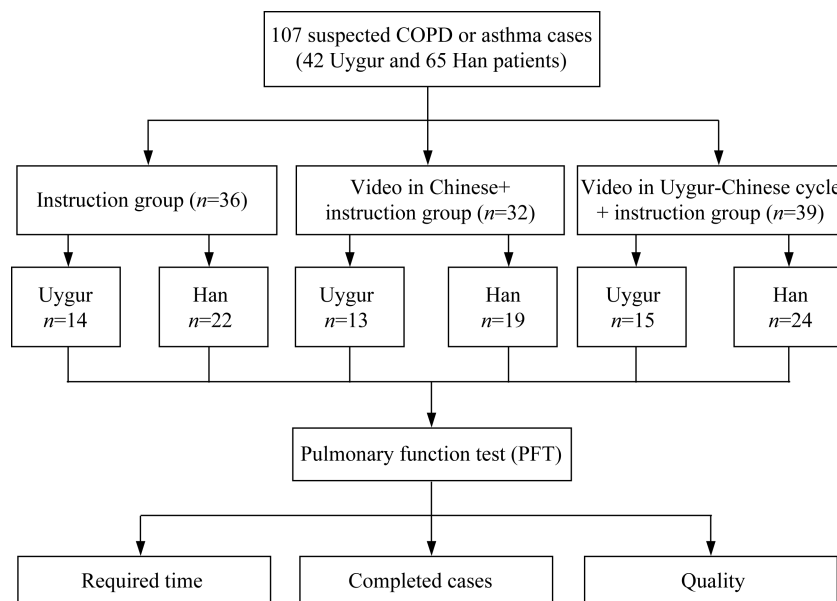 107 suspected COPD or asthma cases
(42 Uygur and 65 Han patients)
Instruction group (n=36)
Video in Chinese+
instruction group (n=32)
Video in Uygur-Chinese cycle
+ instruction group (n=39)
Uygur
n=14
Han
n=22
Uygur
n=13
Han
n=19
Uygur
n=15
Han
n=24
Pulmonary function test (PFT)
Required time
Completed cases
Quality